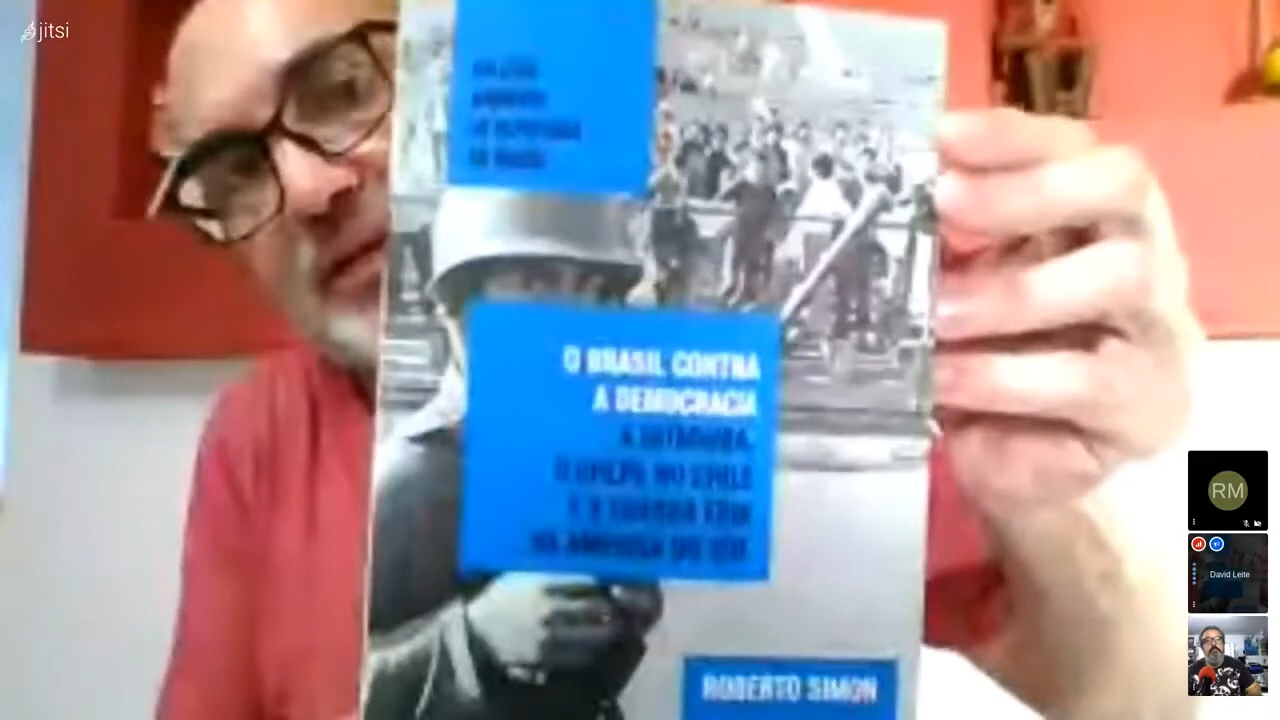 jitsi
O BRASIL CONTRA
A DEMOCRACIA
A DITADURA,
O GOLPE NO CHILE
E A GUERRA FRIA
NA AMÉRICA DO SUL
ROBERTO SIMON
RM
David Leite